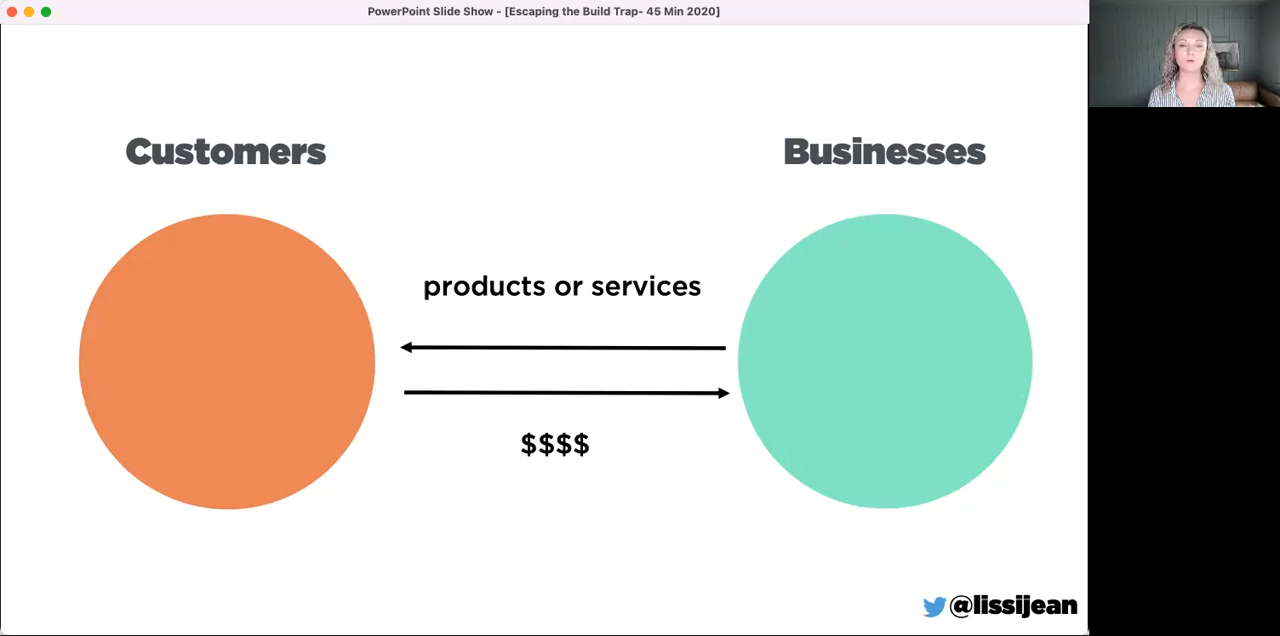 PowerPoint Slide Show - [Escaping the Build Trap- 45 Min 2020]
Customers
Businesses
products or services
$$$$
@lissijean